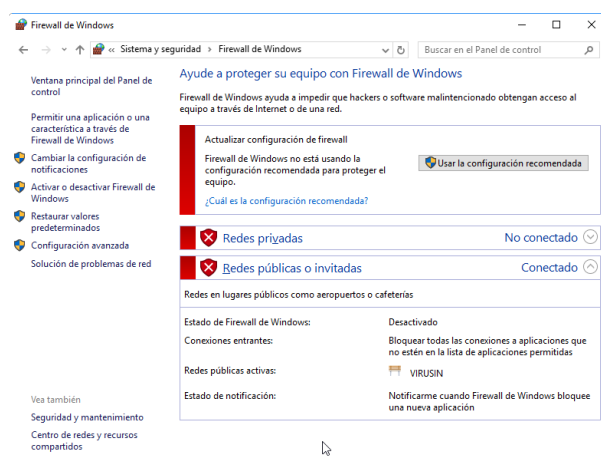 Firewall de Windows
« Sistema y seguridad > Firewall de Windows
Buscar en el Panel de control
Ventana principal del Panel de
control
Permitir una aplicación o una
característica a través de
Firewall de Windows
Cambiar la configuración de
notificaciones
Activar o desactivar Firewall de
Windows
Restaurar valores
predeterminados
Configuración avanzada
Solución de problemas de red
Vea también
Seguridad y mantenimiento
Centro de redes y recursos
compartidos
Ayude a proteger su equipo con Firewall de Windows
Firewall de Windows ayuda a impedir que hackers o software malintencionado obtengan acceso al
equipo a través de Internet o de una red.
Actualizar configuración de firewall
Firewall de Windows no está usando la
configuración recomendada para proteger el
equipo.
¿Cuál es la configuración recomendada?
Usar la configuración recomendada
Redes privadas No conectado
Redes públicas o invitadas Conectado
Redes en lugares públicos como aeropuertos o cafeterías
Estado de Firewall de Windows: Desactivado
Conexiones entrantes: Bloquear todas las conexiones a aplicaciones que
no estén en la lista de aplicaciones permitidas
Redes públicas activas: VIRUSIN
Estado de notificación: Notificarme cuando Firewall de Windows bloquee
una nueva aplicación